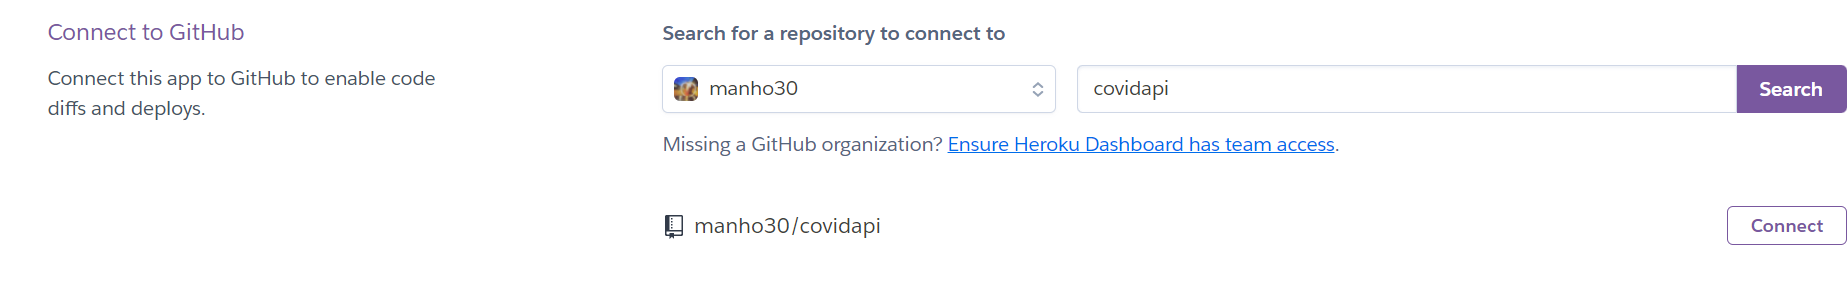 Connect to GitHub
Connect this app to GitHub to enable code
diffs and deploys.
Search for a repository to connect to
manho30
covidapi
Search
Missing a GitHub organization? Ensure Heroku Dashboard has team access.
manho30/covidapi
Connect